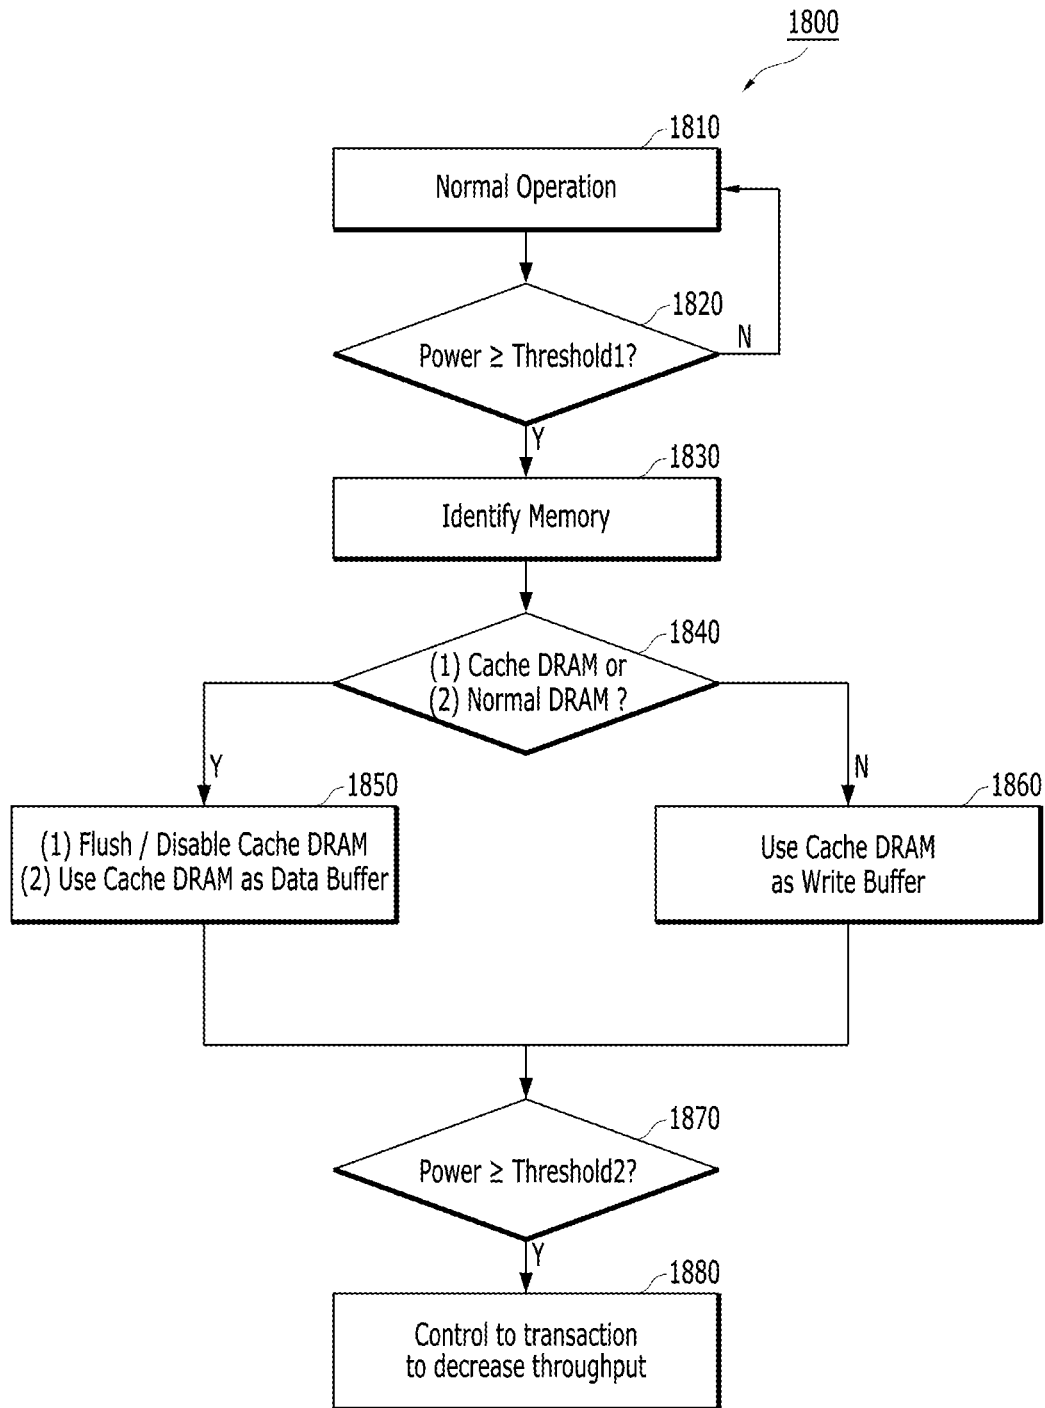 1800
1810
Normal Operation
1820
Power ≥ Threshold1?
N
Y
1830
Identify Memory
1840
(1) Cache DRAM or
(2) Normal DRAM ?
Y
N
1850
(1) Flush / Disable Cache DRAM
(2) Use Cache DRAM as Data Buffer
1860
Use Cache DRAM
as Write Buffer
1870
Power ≥ Threshold2?
Y
1880
Control to transaction
to decrease throughput